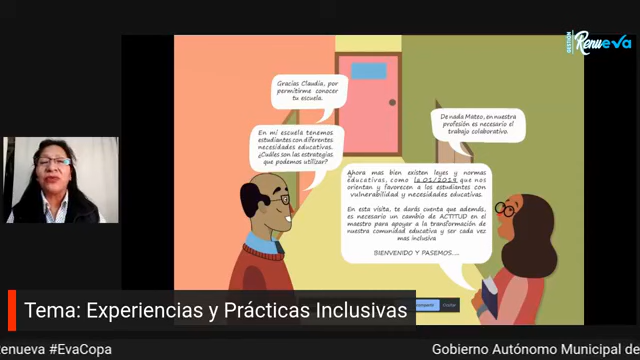 GESTIÓN
Renueva
Gracias Claudia, por
permitirme conocer
tu escuela.
En mi escuela tenemos
estudiantes con diferentes
necesidades educativas.
¿Cuáles son las estrategias
que podemos utilizar?
De nada Mateo, en nuestra
profesión es necesario el
trabajo colaborativo.
Ahora mas bien existen leyes y normas
educativas, como la 01/2019 que nos
orientan y favorecen a los estudiantes con
vulnerabilidad y necesidades educativas.
En esta visita, te darás cuenta que además,
es necesario un cambio de ACTITUD en el
maestro para apoyar a la transformación de
nuestra comunidad educativa y ser cada vez
mas inclusiva
BIENVENIDO Y PASEMOS....
Tema: Experiencias y Prácticas Inclusivas
Renueva #EvaCopa
Gobierno Autónomo Municipal de